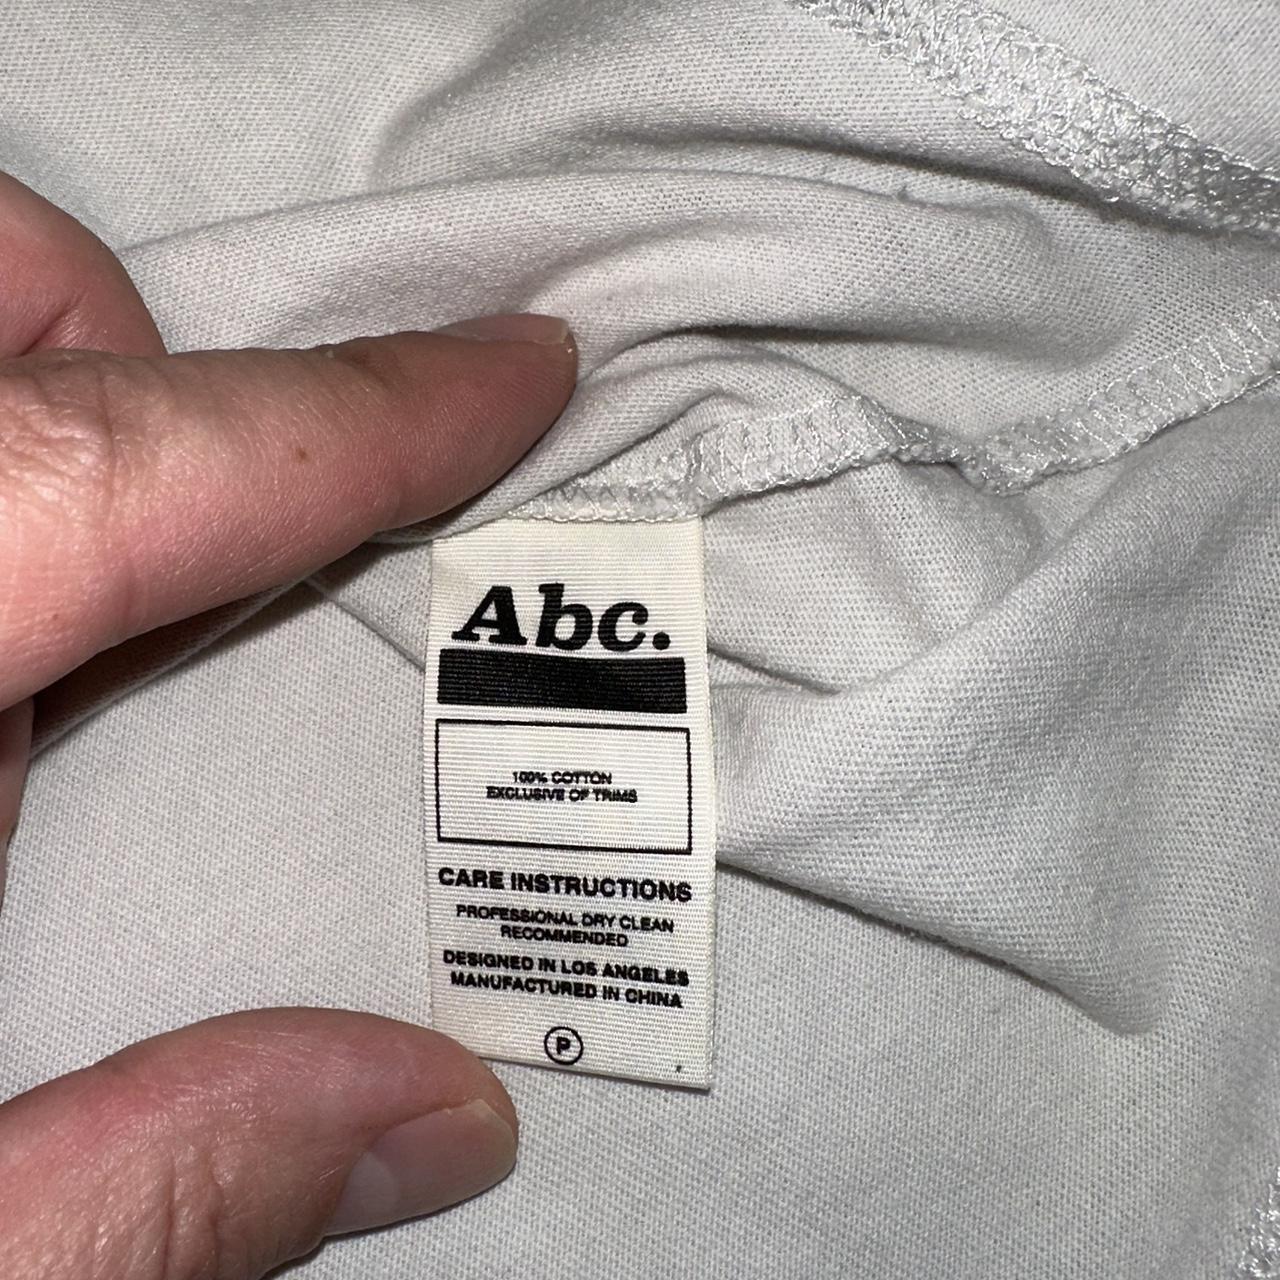 Abc.
100% COTTON
EXCLUSIVE OF TRIMS
CARE INSTRUCTIONS
PROFESSIONAL DRY CLEAN
RECOMMENDED
DESIGNED IN LOS ANGELES
MANUFACTURED IN CHINA
P